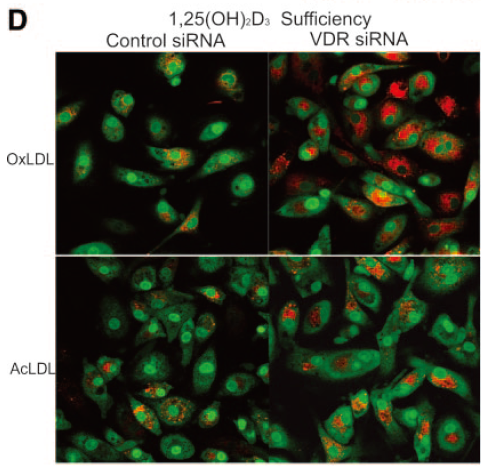 D
1,25(OH)₂D₃ Sufficiency
Control siRNA VDR siRNA
OxLDL
AcLDL